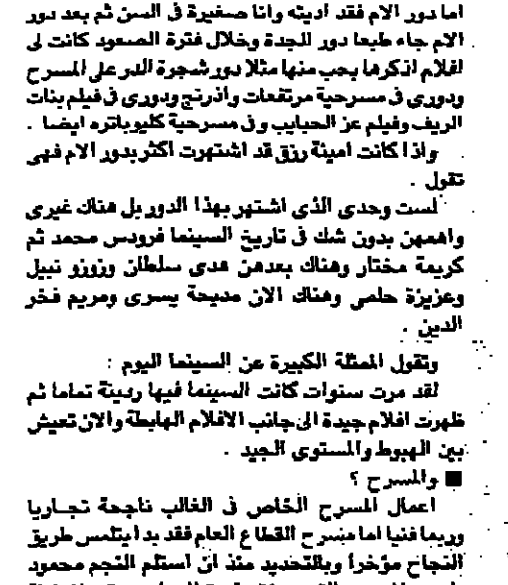 اما دور الام فقد اديته وانا صغيرة فى السن ثم بعد دور
الام جاء طبعا دور الجدة وخلال فترة الصعود كانت لى
افلام اذكرها بحب منها مثلا دور شجرة الدر على المسرح
ودورى فى مسرحية مرتفعات واذرنج ودورى فى فيلم بنات
الريف وفيلم عز الحبايب وفى مسرحية كليوباتره ايضا .
واذا كانت امينة رزق قد اشتهرت اكثر بدور الام فهى
تقول .
لست وحدى الذى اشتهر بهذا الدور بل هناك غيرى
واهمهن بدون شك فى تاريخ السينما فرودس محمد ثم
كريمة مختار وهناك بعدهن هدى سلطان وزوزو نبيل
وعزيزة حلمى وهناك الان مديحة يسرى ومريم فخر
الدين .
وتقول الممثلة الكبيرة عن السينما اليوم :
لقد مرت سنوات كانت السينما فيها رديئة تماما ثم
ظهرت افلام جيدة الى جانب الافلام الهابطة والان تعيش
بين الهبوط والمستوى الجيد .
■ والمسرح ؟
اعمال المسرح الخاص فى الغالب ناجحة تجاريا
وربما فنيا اما مسرح القطاع العام فقد بدا يتلمس طريق
النجاح مؤخرا وبالتحديد منذ ان استلم النجم محمود